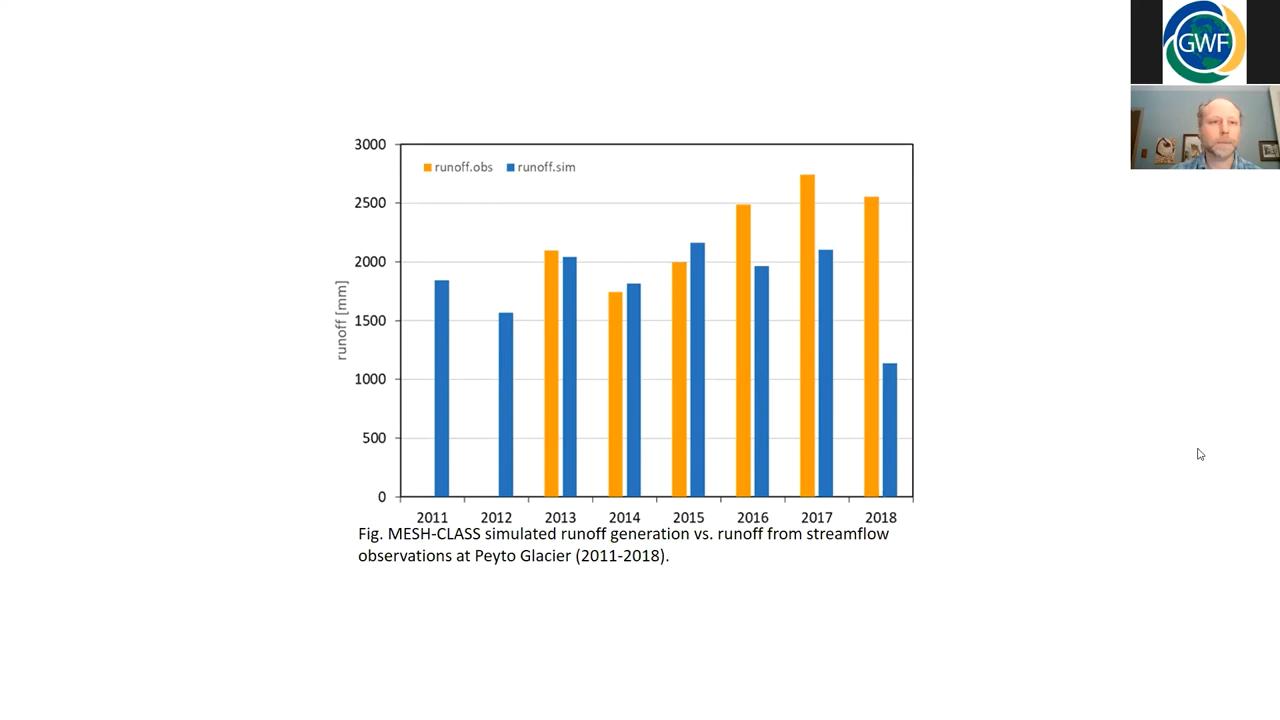 GWF
3000
runoff.obs runoff.sim
2500
2000
1500
1000
500
0
runoff [mm]
2011 2012 2013 2014 2015 2016 2017 2018
Fig. MESH-CLASS simulated runoff generation vs. runoff from streamflow
observations at Peyto Glacier (2011-2018).